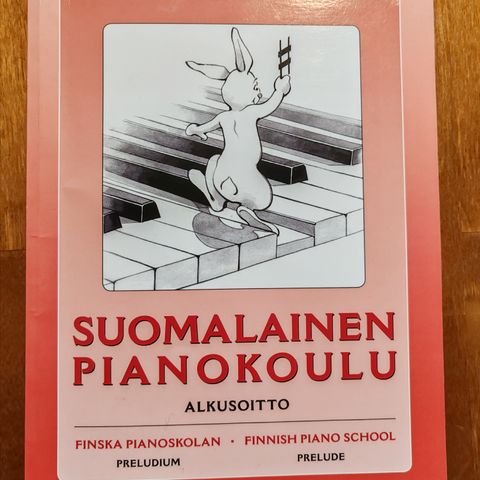 SUOMALAINEN
PIANOKOULU
ALKUSOITTO
FINSKA PIANOSKOLAN · FINNISH PIANO SCHOOL
PRELUDIUM PRELUDE